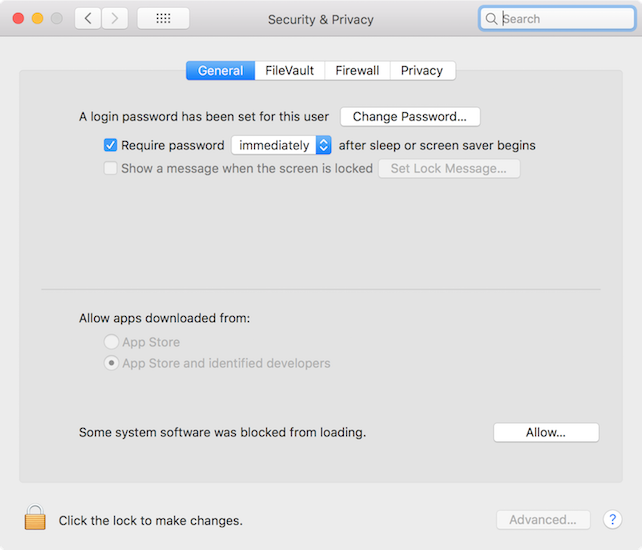 Security & Privacy
Search
General FileVault Firewall Privacy
A login password has been set for this user Change Password...
Require password immediately after sleep or screen saver begins
Show a message when the screen is locked Set Lock Message...
Allow apps downloaded from:
App Store
App Store and identified developers
Some system software was blocked from loading. Allow...
Click the lock to make changes. Advanced... ?